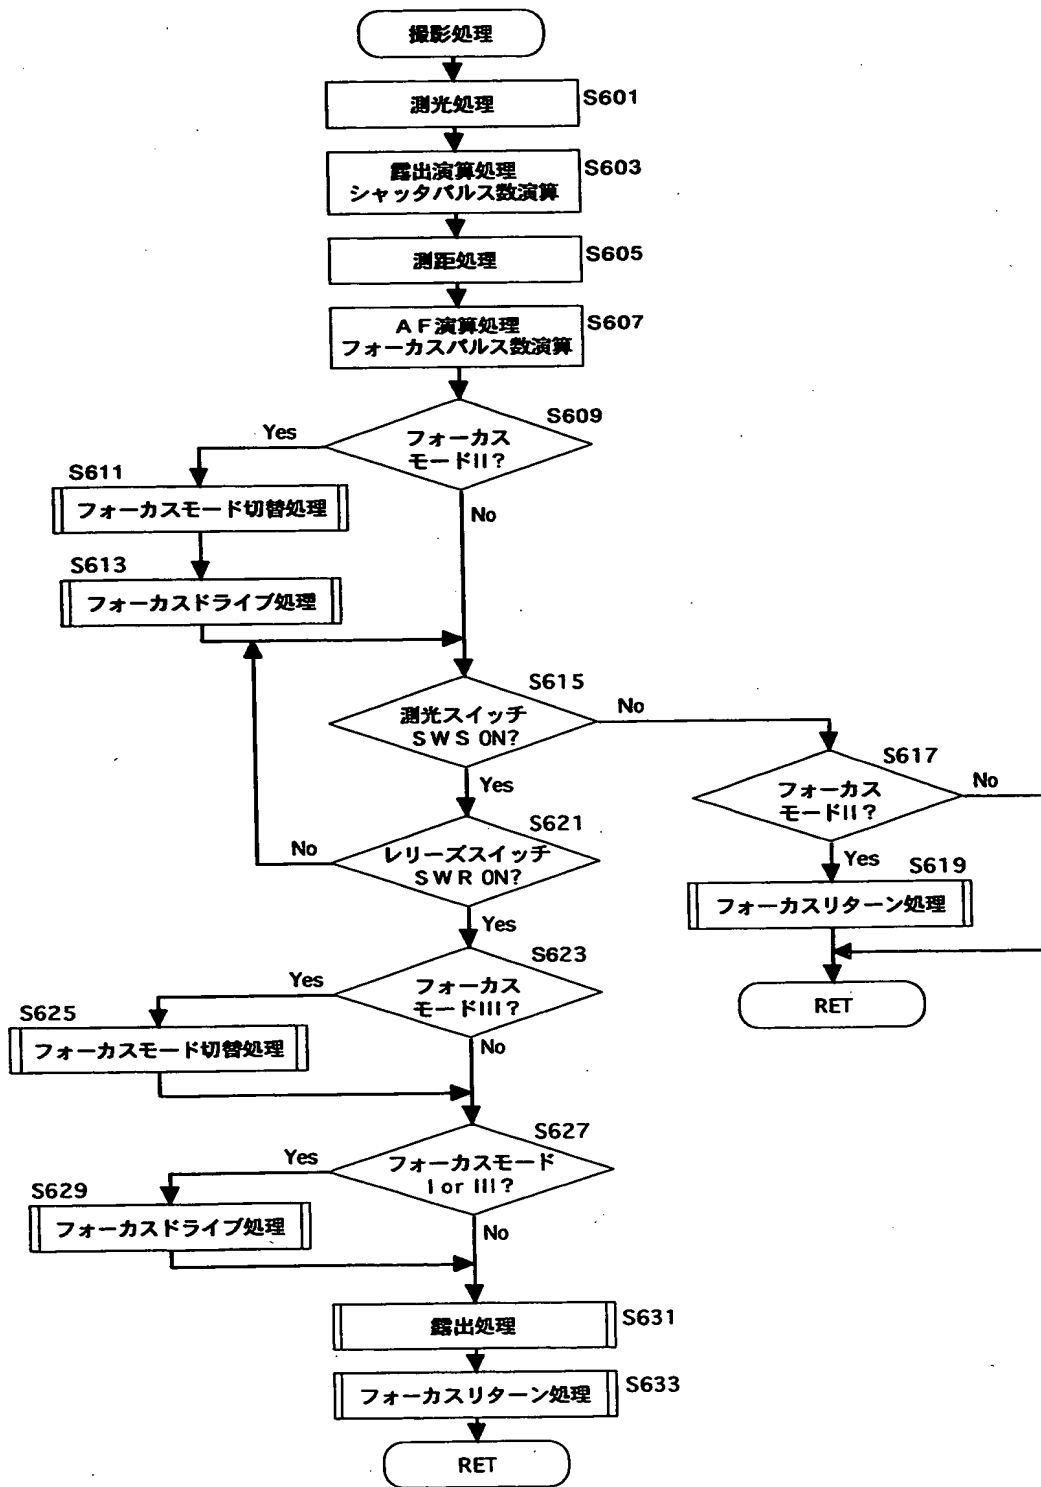 撮影処理
測光処理
S601
露出演算処理
シャッタパルス数演算
S603
測距処理
S605
AF演算処理
フォーカスパルス数演算
S607
フォーカス
モードII?
S609
Yes
No
S611
フォーカスモード切替処理
S613
フォーカスドライブ処理
測光スイッチ
SWS ON?
S615
No
Yes
フォーカス
モードII?
S617
No
Yes
S619
フォーカスリターン処理
RET
レリーズスイッチ
SWR ON?
S621
No
Yes
フォーカス
モードIII?
S623
Yes
No
S625
フォーカスモード切替処理
フォーカスモード
I or III?
S627
Yes
No
S629
フォーカスドライブ処理
露出処理
S631
フォーカスリターン処理
S633
RET